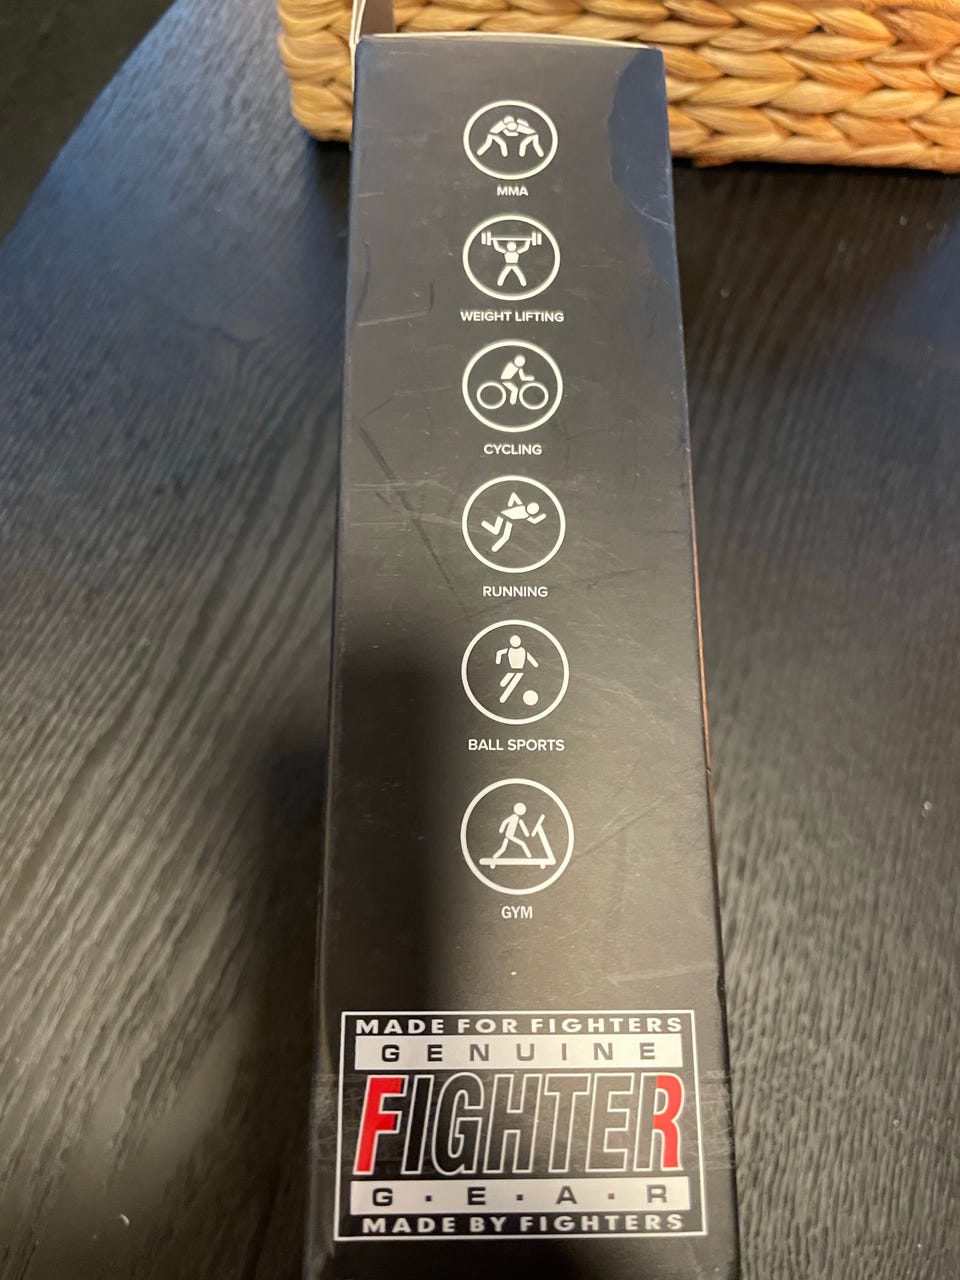 MMA
WEIGHT LIFTING
CYCLING
RUNNING
BALL SPORTS
GYM
MADE FOR FIGHTERS
GENUINE
FIGHTER
G·E·A·R
MADE BY FIGHTERS